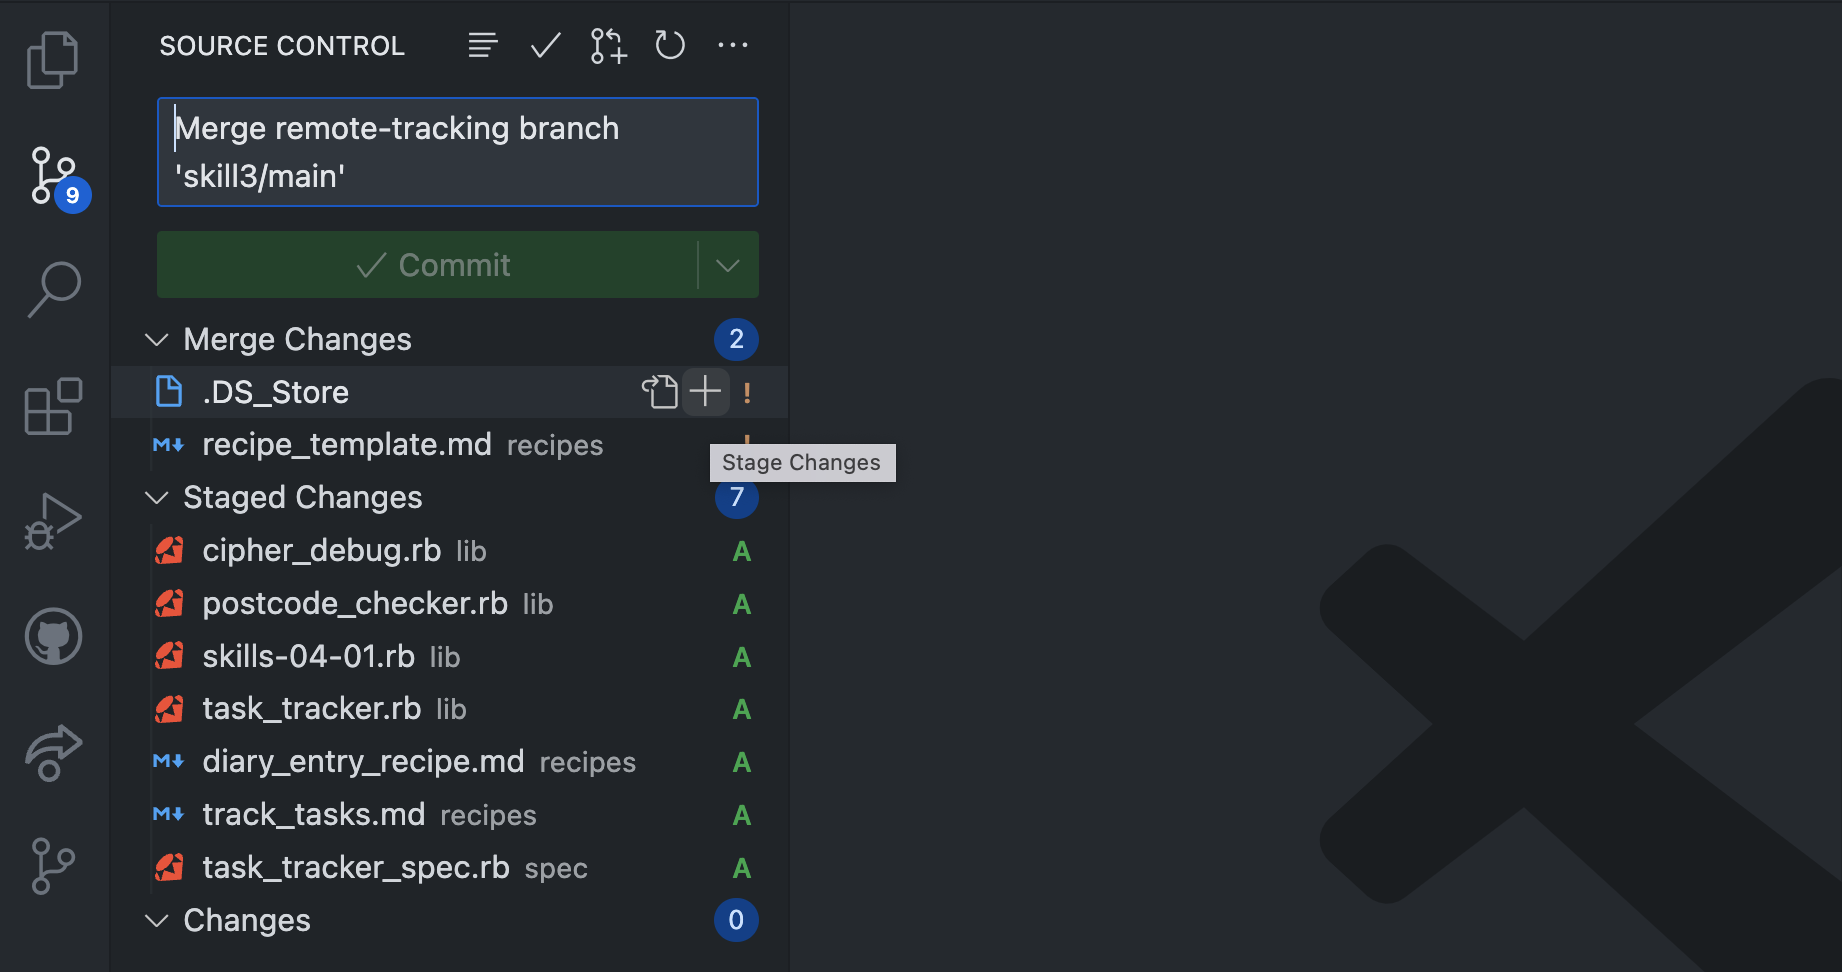 SOURCE CONTROL
Merge remote-tracking branch
'skill3/main'
9
Commit
Merge Changes 2
.DS_Store !
recipe_template.md recipes !
Stage Changes
Staged Changes 7
cipher_debug.rb lib A
postcode_checker.rb lib A
skills-04-01.rb lib A
task_tracker.rb lib A
diary_entry_recipe.md recipes A
track_tasks.md recipes A
task_tracker_spec.rb spec A
Changes 0